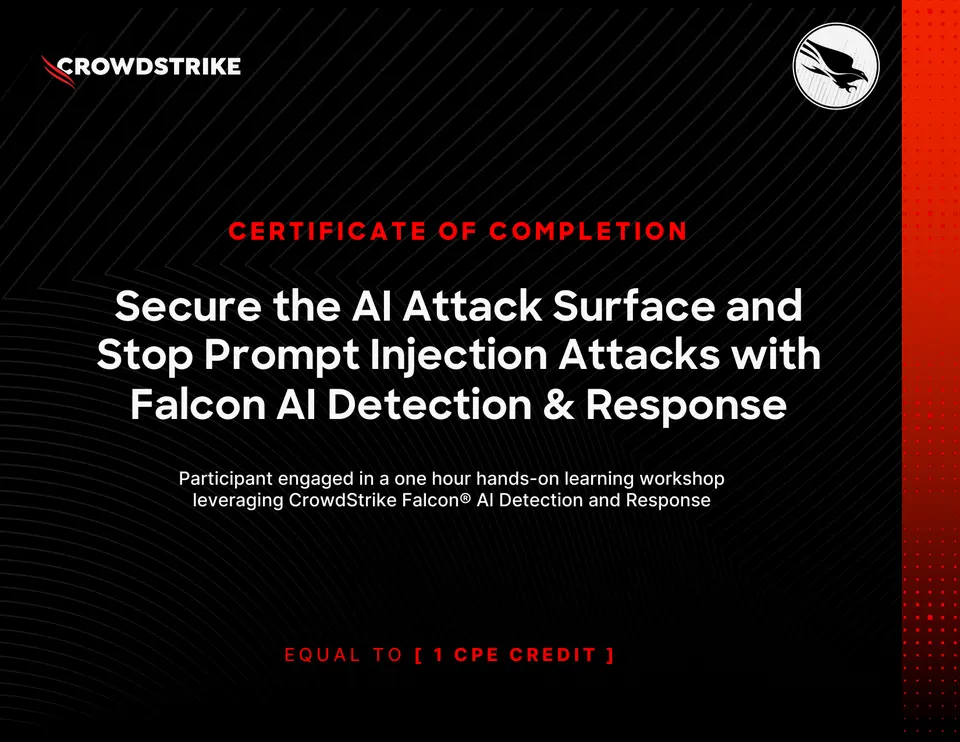 CROWDSTRIKE
CERTIFICATE OF COMPLETION
Secure the AI Attack Surface and
Stop Prompt Injection Attacks with
Falcon AI Detection & Response
Participant engaged in a one hour hands-on learning workshop
leveraging CrowdStrike Falcon® AI Detection and Response
EQUAL TO [ 1 CPE CREDIT ]